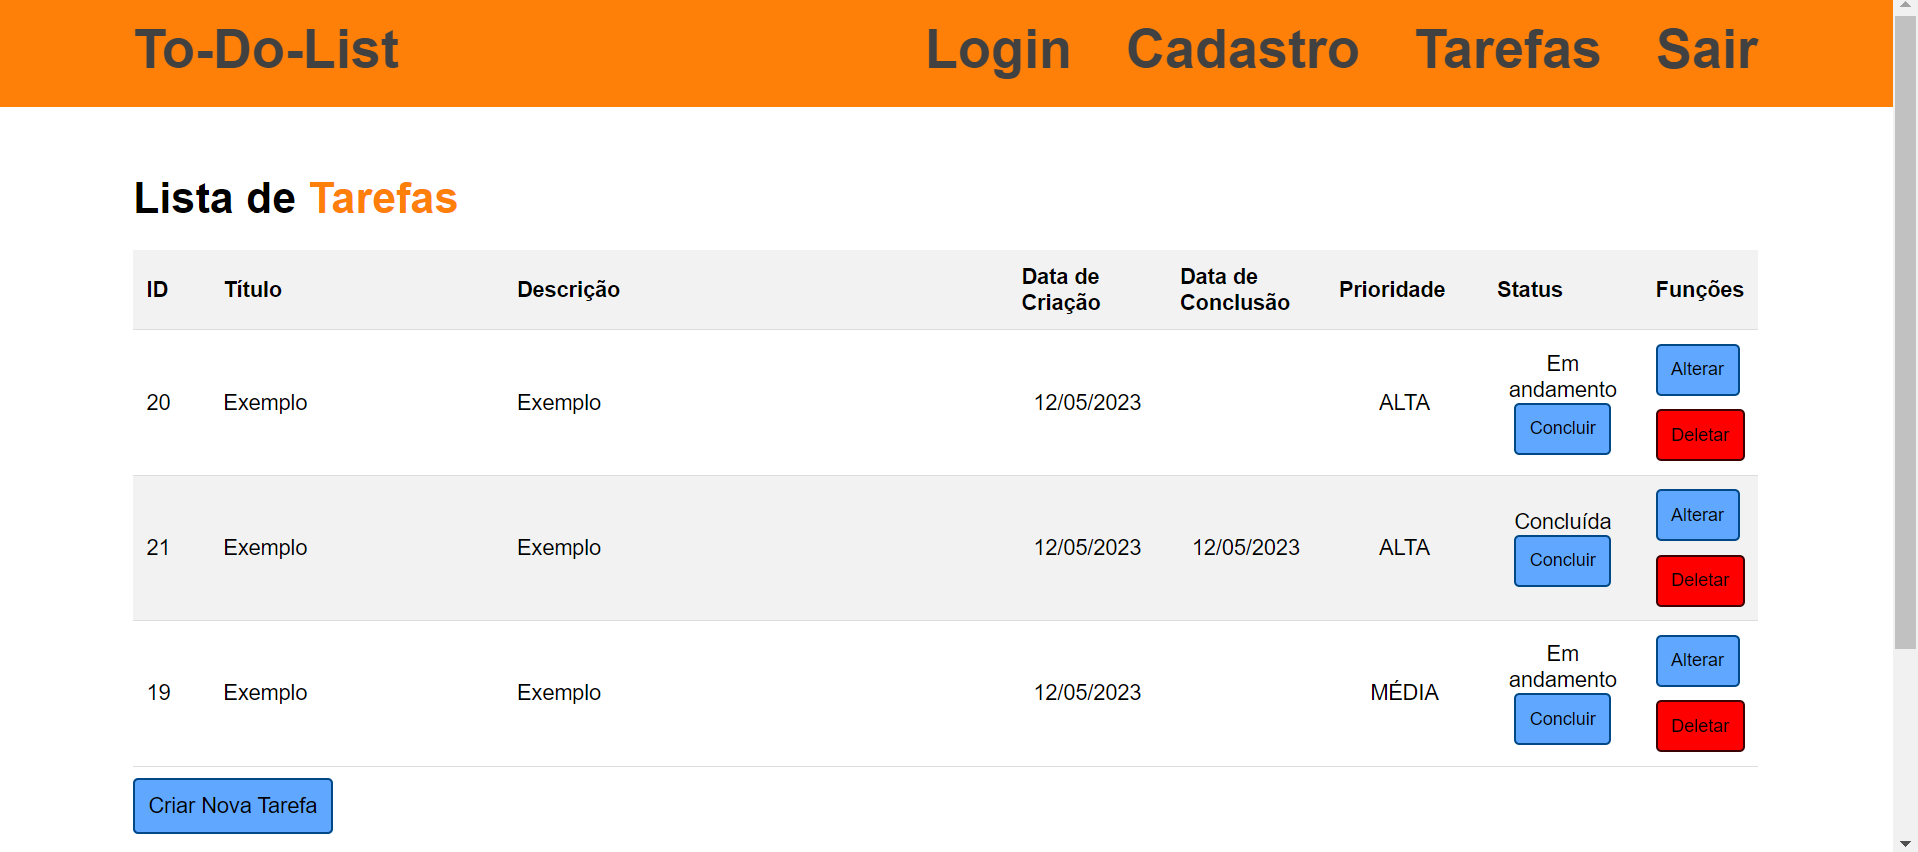 To-Do-List Login Cadastro Tarefas Sair
Lista de Tarefas
ID Título Descrição Data de Criação Data de Conclusão Prioridade Status Funções
20 Exemplo Exemplo 12/05/2023 ALTA Em andamento Concluir Alterar Deletar
21 Exemplo Exemplo 12/05/2023 12/05/2023 ALTA Concluída Concluir Alterar Deletar
19 Exemplo Exemplo 12/05/2023 MÉDIA Em andamento Concluir Alterar Deletar
Criar Nova Tarefa